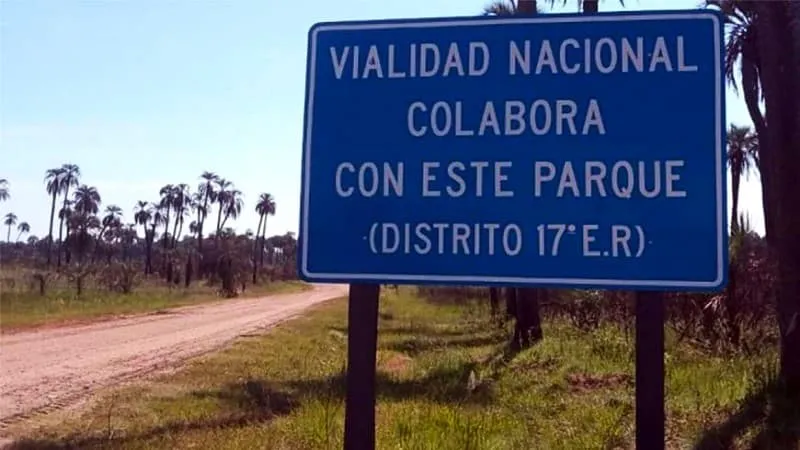 VIALIDAD NACIONAL
COLABORA
CON ESTE PARQUE
(DISTRITO 17° E.R)